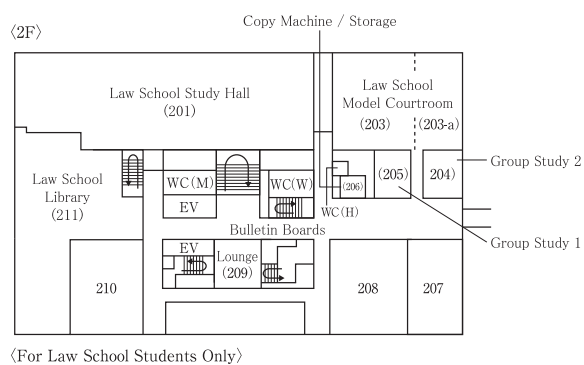 Copy Machine / Storage
〈2F〉
Law School Study Hall
(201)
Law School
Model Courtroom
(203)
(203-a)
Law School
Library
(211)
WC(M)
WC(W)
EV
(206)
(205)
204)
Group Study 2
WC(H)
Bulletin Boards
Group Study 1
EV
Lounge
(209)
210
208
207
〈For Law School Students Only〉